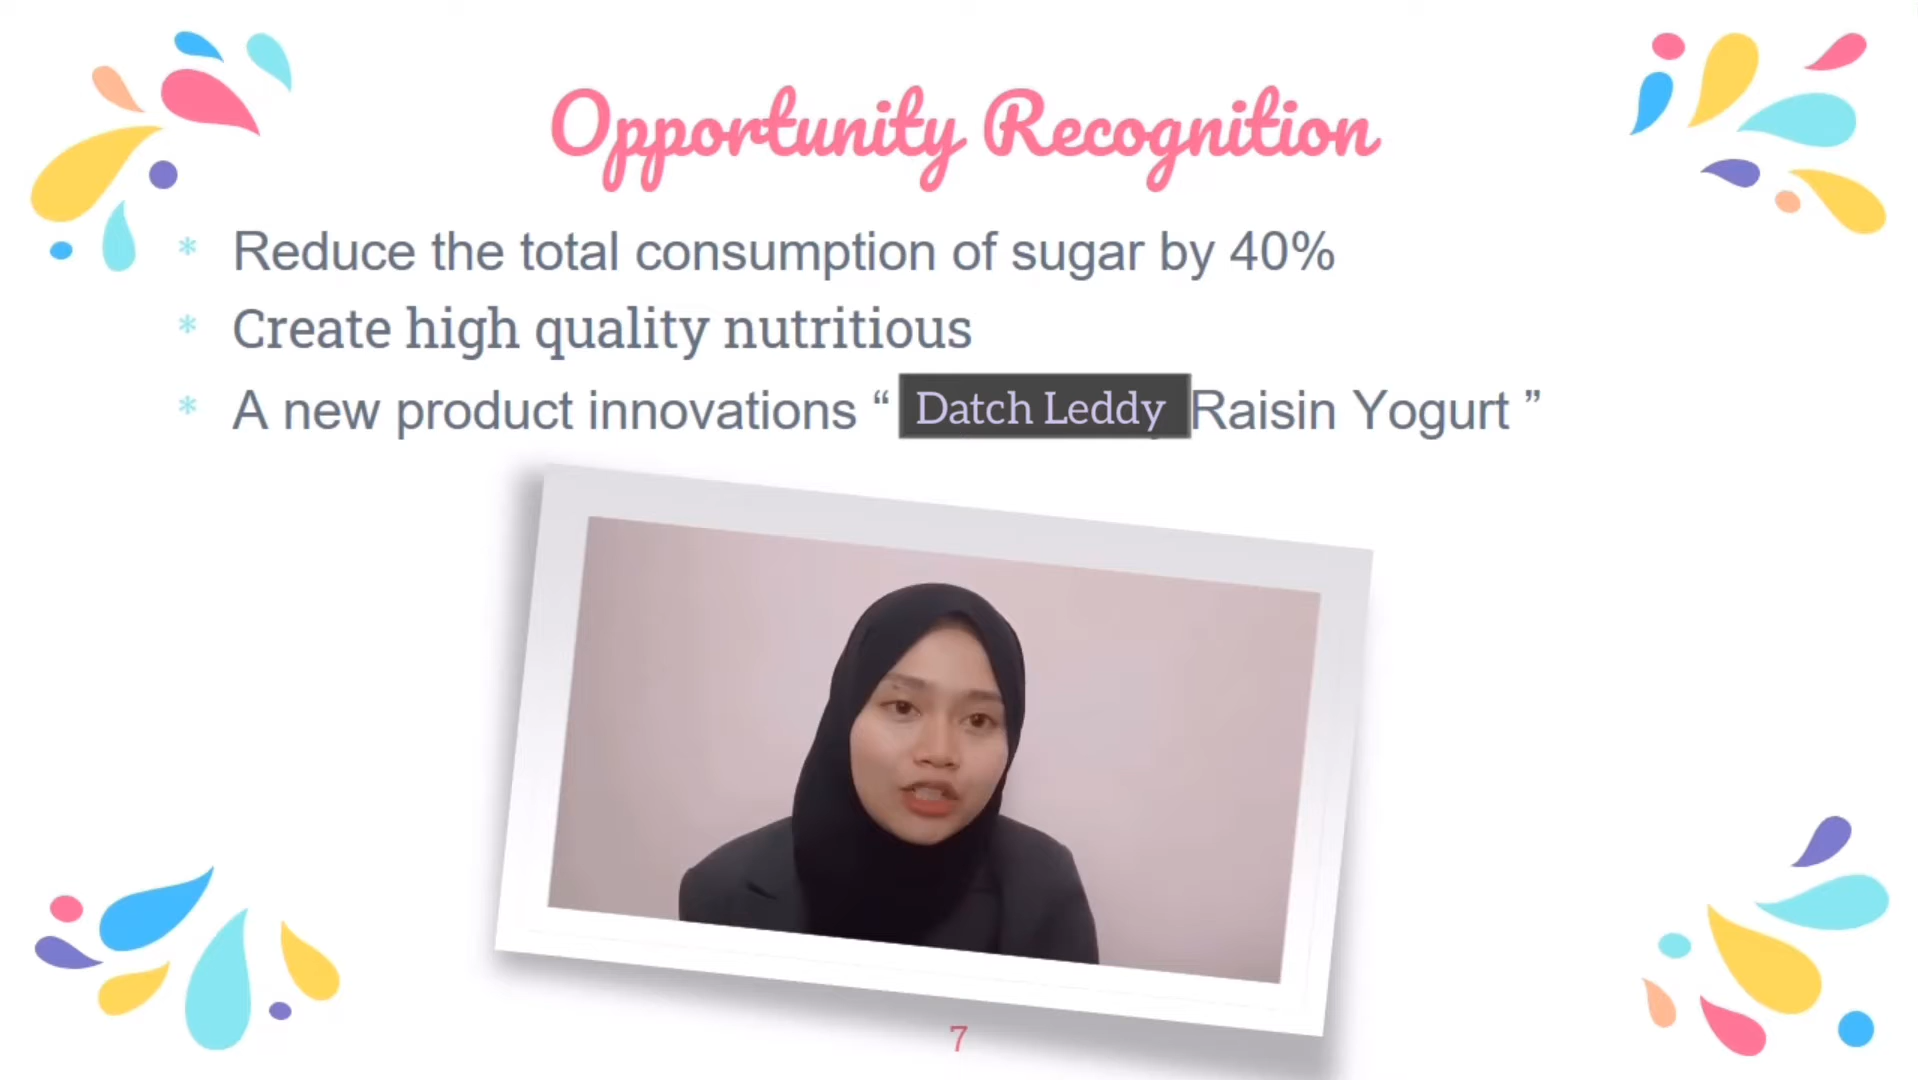 Opportunity Recognition
* Reduce the total consumption of sugar by 40%
* Create high quality nutritious
* A new product innovations “ Datch Leddy Raisin Yogurt ”
7